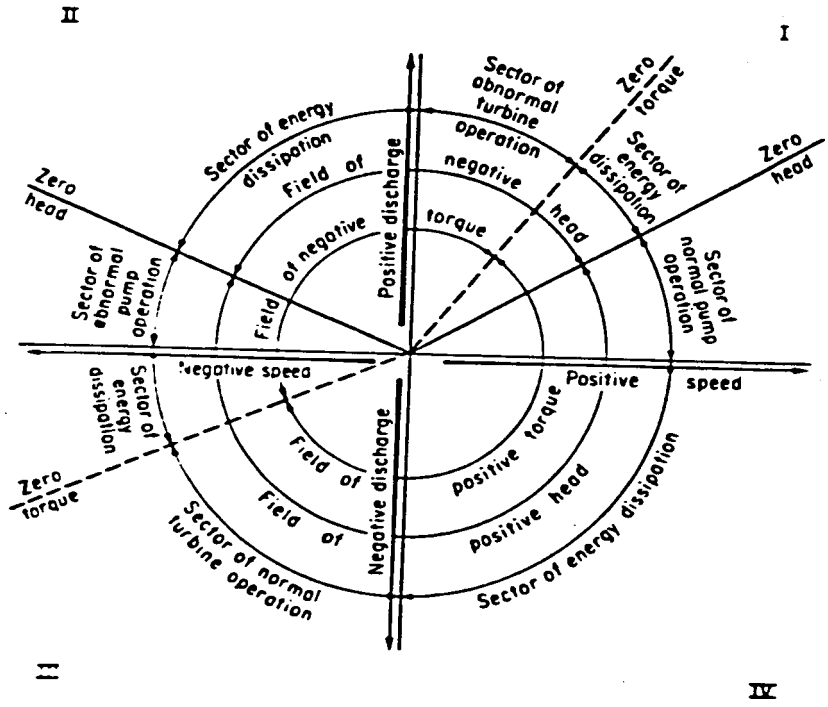 II
I
Sector of
abnormal
turbine
operation
Zero
torque
Sector of
energy
dissipation
Zero
head
Sector of energy
dissipation
Field of
negative
head
Zero
head
Positive discharge
Field of negative
torque
Sector of
normal pump
operation
Sector of
abnormal
pump
operation
Negative speed
Positive speed
Sector of
energy
dissipation
Zero
torque
Field of
positive torque
Field of
positive head
Negative discharge
Sector of normal
turbine operation
Sector of energy dissipation
III
IV